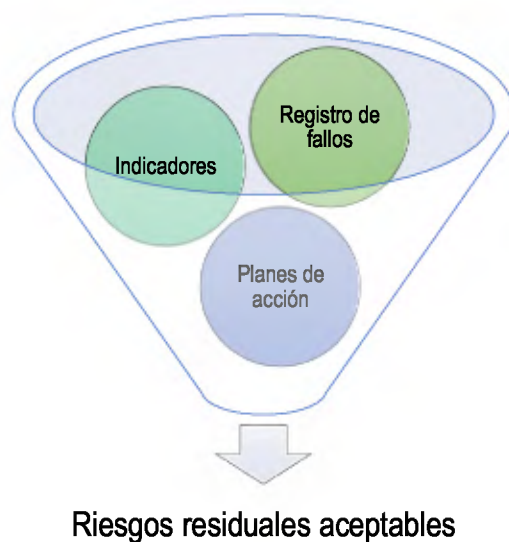 Registro de
fallos
Indicadores
Planes de
acción
Riesgos residuales aceptables